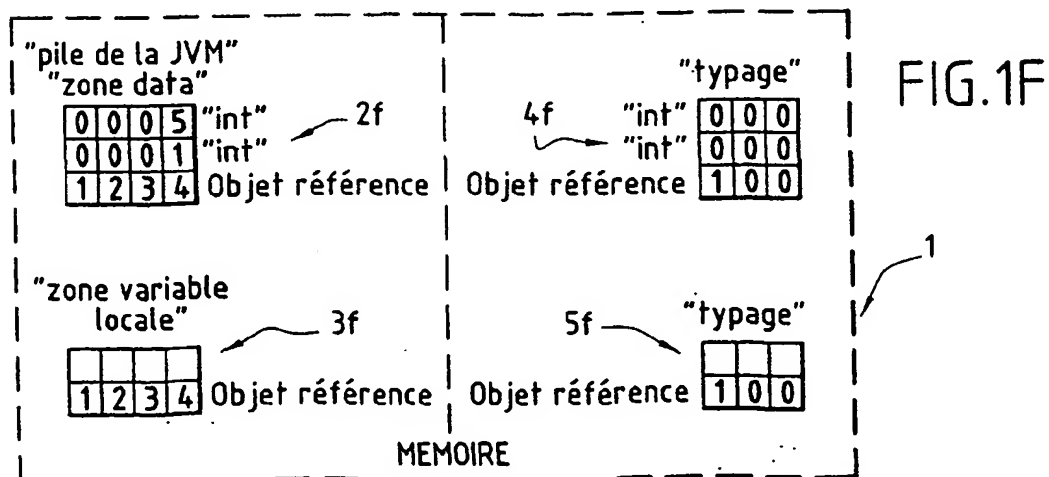 "pile de la JVM"
"zone data"
0 0 0 5 "int"
0 0 0 1 "int"
1 2 3 4 Objet référence
2f
"typage"
4f
"int" 0 0 0
"int" 0 0 0
Objet référence 1 0 0
FIG.1F
1
"zone variable
locale"
3f
1 2 3 4 Objet référence
"typage"
5f
Objet référence 1 0 0
MEMOIRE